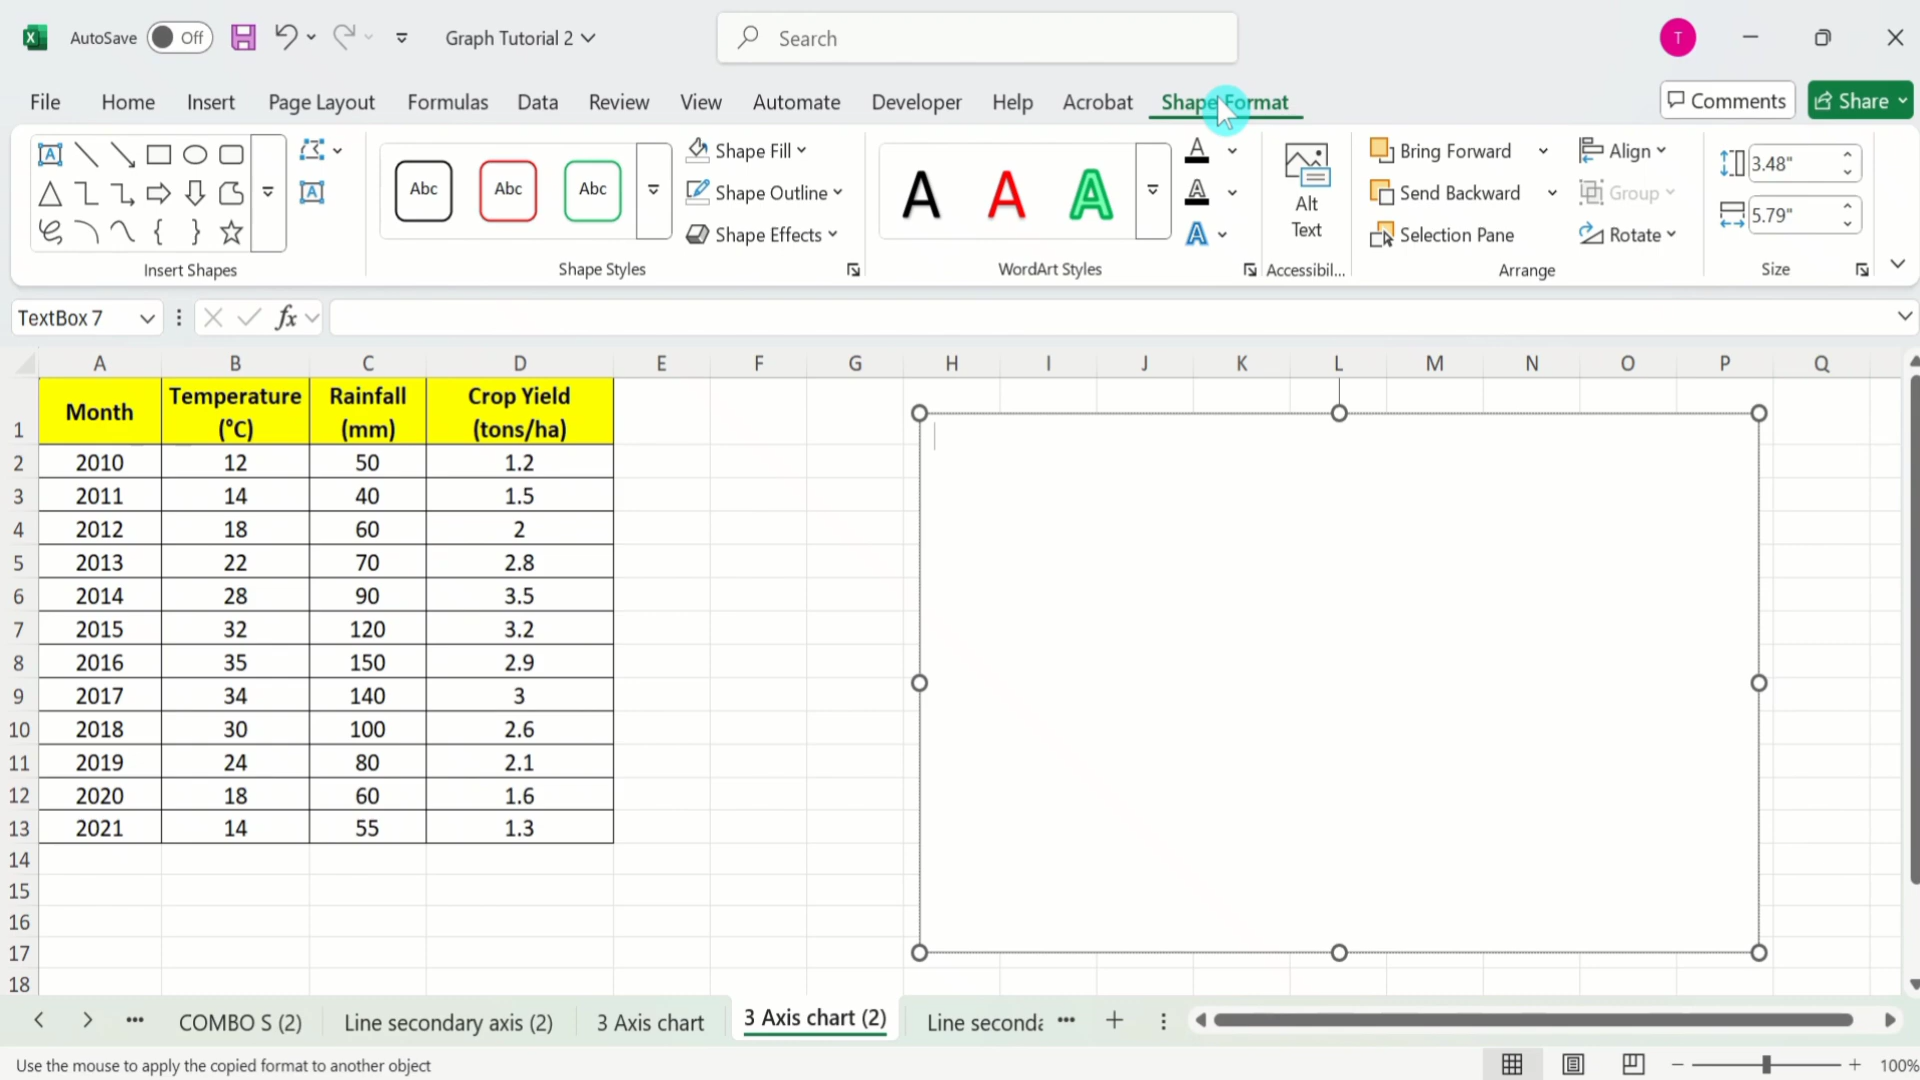 AutoSave Off Graph Tutorial 2 Search T
File Home Insert Page Layout Formulas Data Review View Automate Developer Help Acrobat Shape Format Comments Share
Abc Abc Abc
Shape Fill
Shape Outline
Shape Effects
A A A
A
A
A
Alt
Text
Bring Forward
Send Backward
Selection Pane
Align
Group
Rotate
3.48"
5.79"
Insert Shapes Shape Styles WordArt Styles Accessibil... Arrange Size
TextBox 7 fx
A B C D E F G H I J K L M N O P Q
1 Month Temperature (°C) Rainfall (mm) Crop Yield (tons/ha)
2 2010 12 50 1.2
3 2011 14 40 1.5
4 2012 18 60 2
5 2013 22 70 2.8
6 2014 28 90 3.5
7 2015 32 120 3.2
8 2016 35 150 2.9
9 2017 34 140 3
10 2018 30 100 2.6
11 2019 24 80 2.1
12 2020 18 60 1.6
13 2021 14 55 1.3
14
15
16
17
18
COMBO S (2) Line secondary axis (2) 3 Axis chart 3 Axis chart (2) Line seconda
Use the mouse to apply the copied format to another object 100%